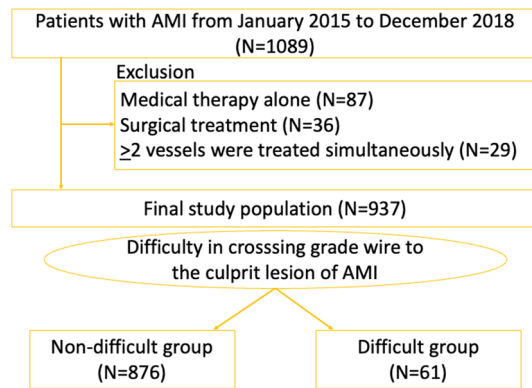 Patients with AMI from January 2015 to December 2018
(N=1089)
Exclusion
Medical therapy alone (N=87)
Surgical treatment (N=36)
≥2 vessels were treated simultaneously (N=29)
Final study population (N=937)
Difficulty in crosssing grade wire to
the culprit lesion of AMI
Non-difficult group
(N=876)
Difficult group
(N=61)